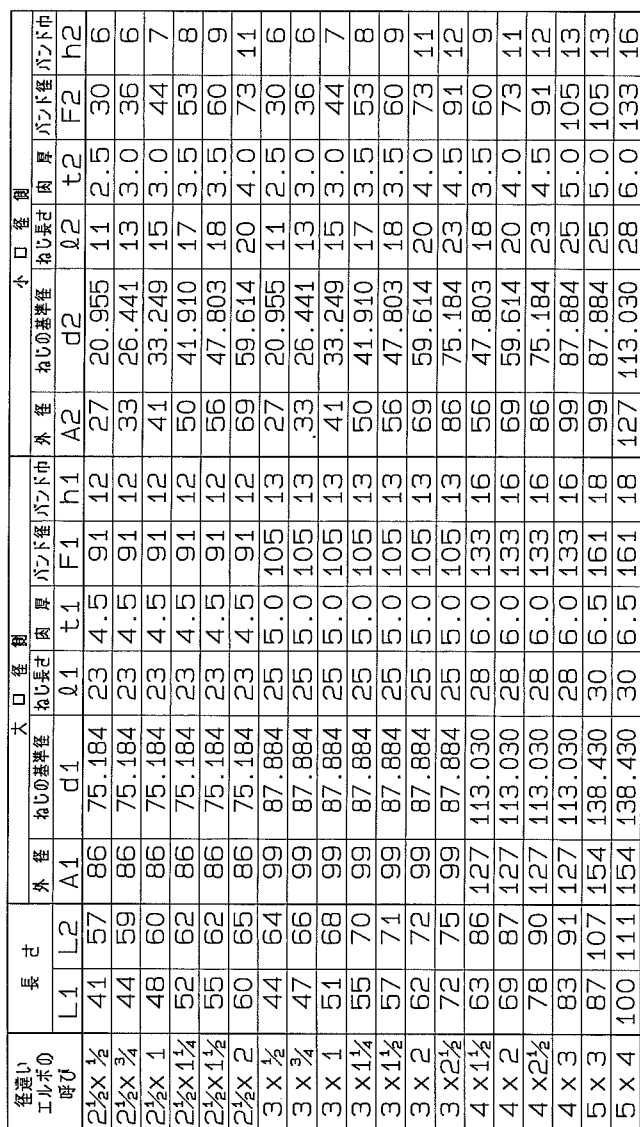 径違い
エルボの
呼び
長 さ 大 口 径 側 小 口 径 側
外 径 ねじの基準径 ねじ長さ 肉 厚 バンド径 バンド巾 外 径 ねじの基準径 ねじ長さ 肉 厚 バンド径 バンド巾
L1 L2 A1 d1 ℓ1 t1 F1 h1 A2 d2 ℓ2 t2 F2 h2
2½x½ 41 57 86 75.184 23 4.5 91 12 27 20.955 11 2.5 30 6
2½x¾ 44 59 86 75.184 23 4.5 91 12 33 26.441 13 3.0 36 6
2½x 1 48 60 86 75.184 23 4.5 91 12 41 33.249 15 3.0 44 7
2½x1¼ 52 62 86 75.184 23 4.5 91 12 50 41.910 17 3.5 53 8
2½x1½ 55 62 86 75.184 23 4.5 91 12 56 47.803 18 3.5 60 9
2½x 2 60 65 86 75.184 23 4.5 91 12 69 59.614 20 4.0 73 11
3 x ½ 44 64 99 87.884 25 5.0 105 13 27 20.955 11 2.5 30 6
3 x ¾ 47 66 99 87.884 25 5.0 105 13 33 26.441 13 3.0 36 6
3 x 1 51 68 99 87.884 25 5.0 105 13 41 33.249 15 3.0 44 7
3 x1¼ 55 70 99 87.884 25 5.0 105 13 50 41.910 17 3.5 53 8
3 x1½ 57 71 99 87.884 25 5.0 105 13 56 47.803 18 3.5 60 9
3 x 2 62 72 99 87.884 25 5.0 105 13 69 59.614 20 4.0 73 11
3 x2½ 72 75 99 87.884 25 5.0 105 13 86 75.184 23 4.5 91 12
4 x1½ 63 86 127 113.030 28 6.0 133 16 56 47.803 18 3.5 60 9
4 x 2 69 87 127 113.030 28 6.0 133 16 69 59.614 20 4.0 73 11
4 x2½ 78 90 127 113.030 28 6.0 133 16 86 75.184 23 4.5 91 12
4 x 3 83 91 127 113.030 28 6.0 133 16 99 87.884 25 5.0 105 13
5 x 3 87 107 154 138.430 30 6.5 161 18 99 87.884 25 5.0 105 13
5 x 4 100 111 154 138.430 30 6.5 161 18 127 113.030 28 6.0 133 16